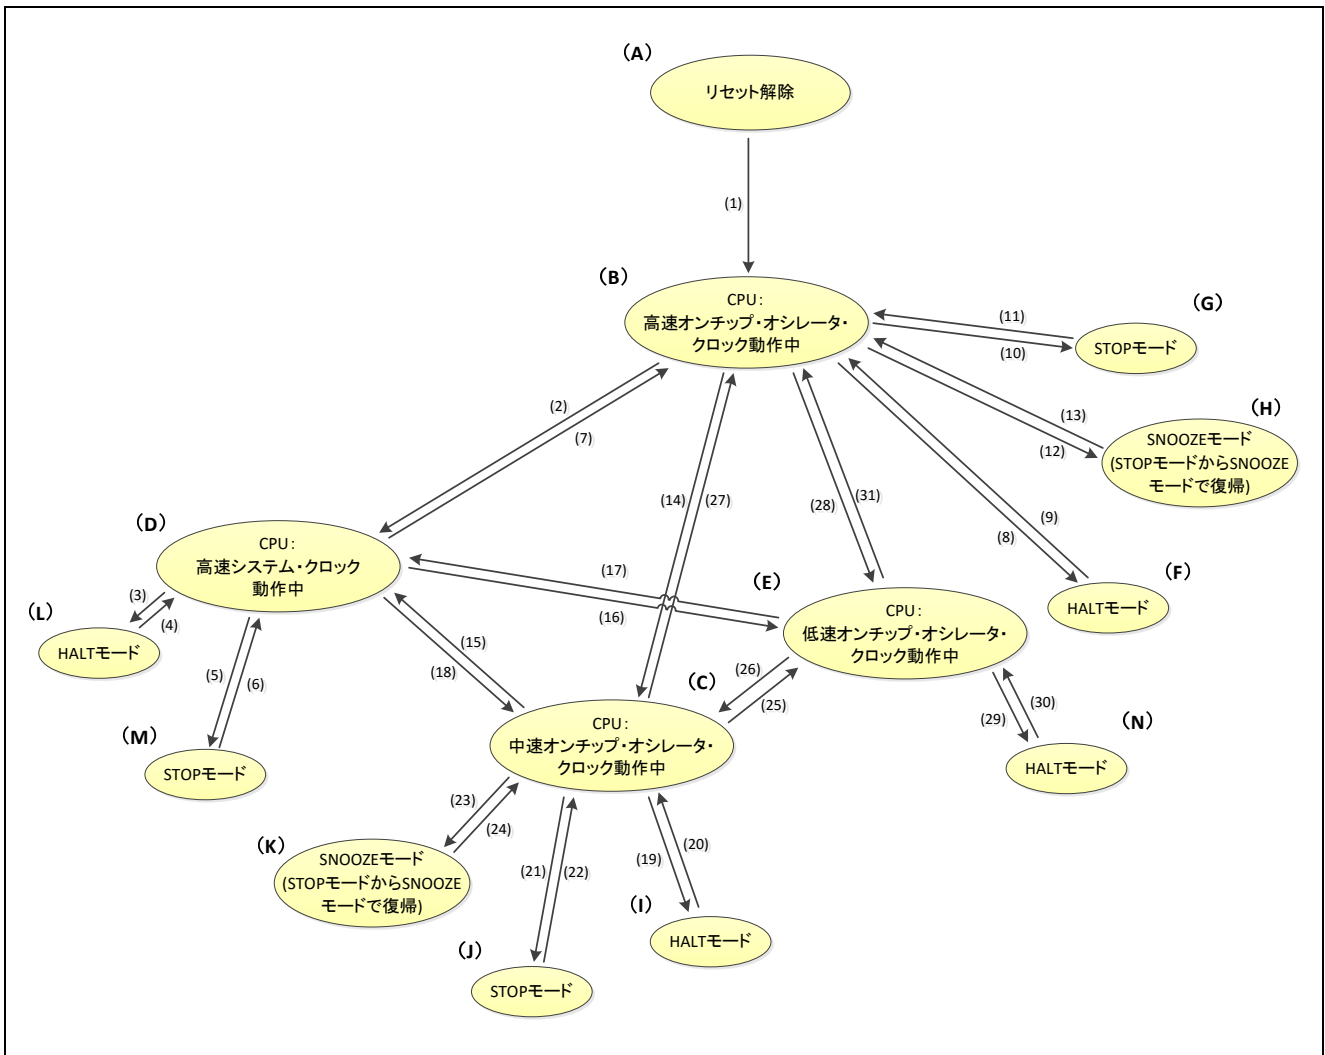 (A)
リセット解除
(1)
(B)
CPU：
高速オンチップ・オシレータ・
クロック動作中
(G)
(11)
(10)
STOPモード
(H)
(13)
(12)
SNOOZEモード
(STOPモードからSNOOZE
モードで復帰)
(2)
(7)
(14)
(27)
(28)
(31)
(9)
(8)
(F)
HALTモード
(D)
CPU：
高速システム・クロック
動作中
(17)
(16)
(E)
CPU：
低速オンチップ・オシレータ・
クロック動作中
(L)
(3)
(4)
HALTモード
(5)
(6)
(15)
(18)
(26)
(25)
(C)
(30)
(29)
(N)
HALTモード
(M)
STOPモード
CPU：
中速オンチップ・オシレータ・
クロック動作中
(23)
(24)
(K)
SNOOZEモード
(STOPモードからSNOOZE
モードで復帰)
(21)
(22)
(19)
(20)
(I)
HALTモード
(J)
STOPモード